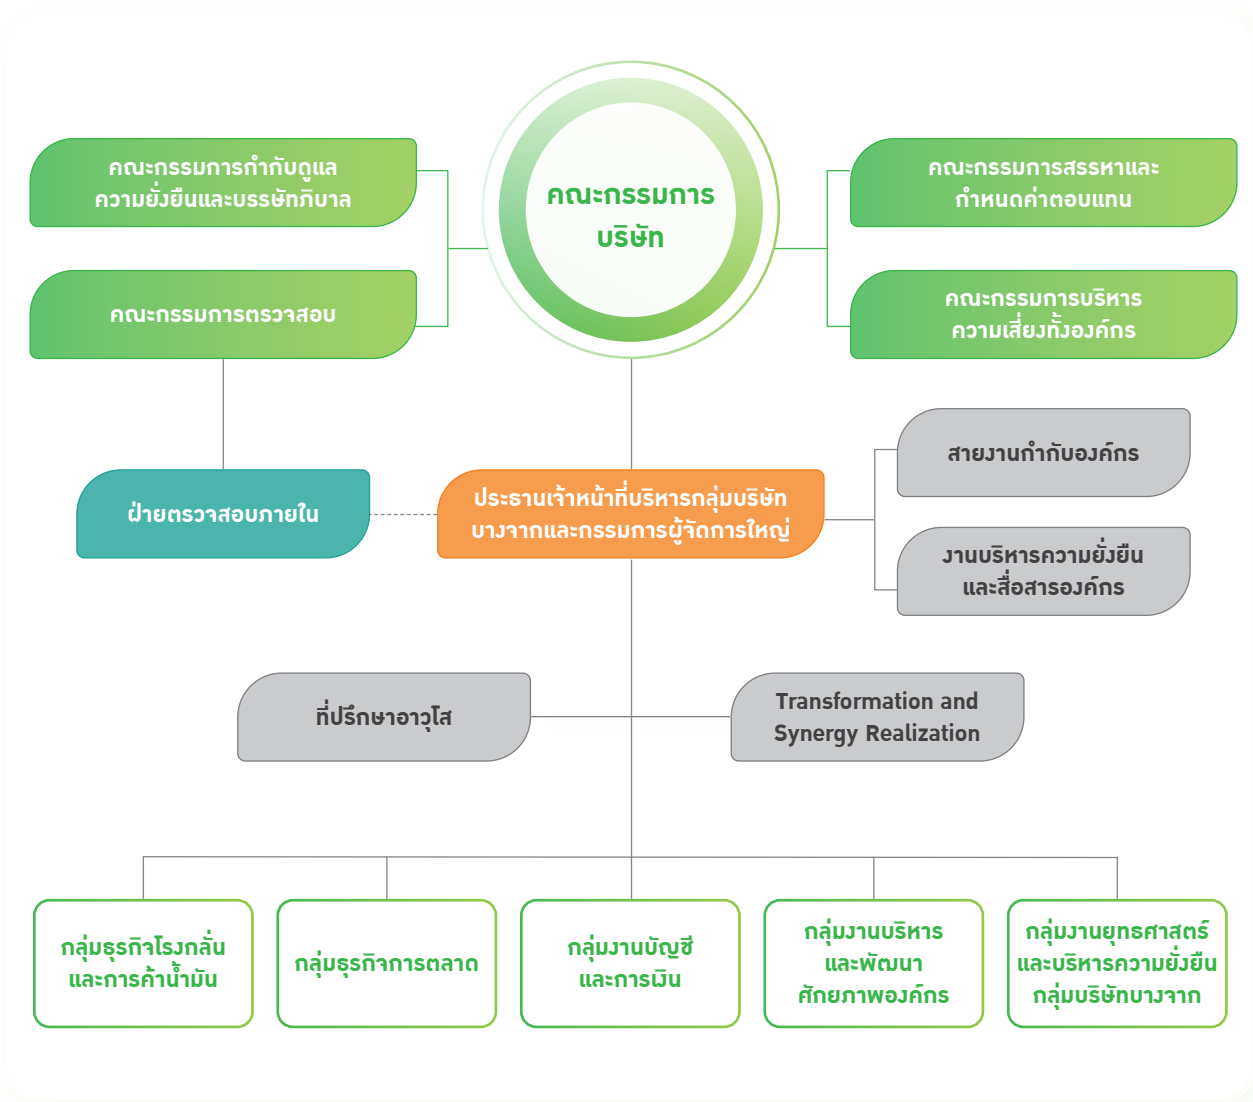 คณะกรรมการ
บริษัท
คณะกรรมการกำกับดูแล
ความยั่งยืนและบรรษัทภิบาล
คณะกรรมการตรวจสอบ
คณะกรรมการสรรหาและ
กำหนดค่าตอบแทน
คณะกรรมการบริหาร
ความเสี่ยงทั้งองค์กร
ฝ่ายตรวจสอบภายใน
ประธานเจ้าหน้าที่บริหารกลุ่มบริษัท
บางจากและกรรมการผู้จัดการใหญ่
สายงานกำกับองค์กร
งานบริหารความยั่งยืน
และสื่อสารองค์กร
ที่ปรึกษาอาวุโส
Transformation and
Synergy Realization
กลุ่มธุรกิจโรงกลั่น
และการค้าน้ำมัน
กลุ่มธุรกิจการตลาด
กลุ่มงานบัญชี
และการเงิน
กลุ่มงานบริหาร
และพัฒนา
ศักยภาพองค์กร
กลุ่มงานยุทธศาสตร์
และบริหารความยั่งยืน
กลุ่มบริษัทบางจาก